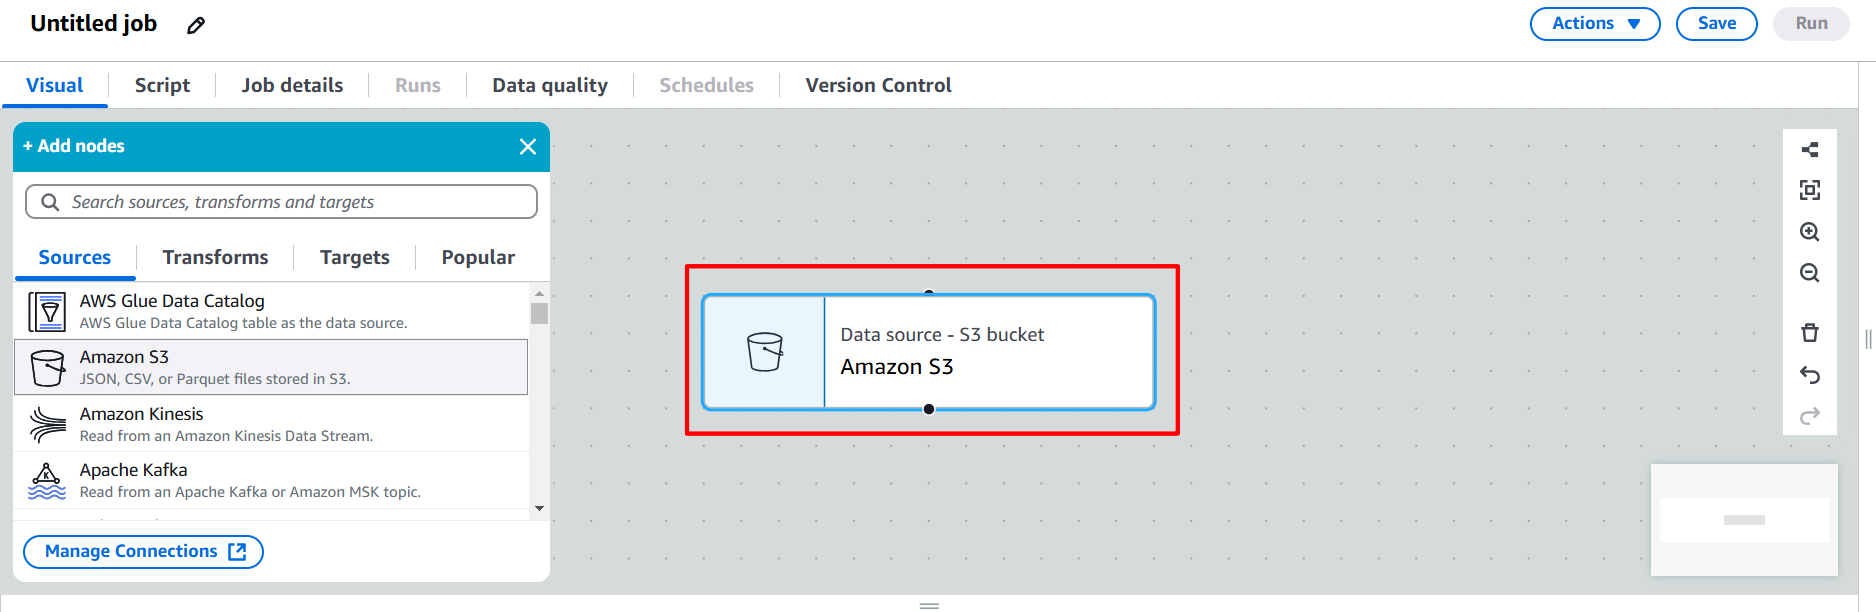 Untitled job
Actions
Save
Run
Visual
Script
Job details
Runs
Data quality
Schedules
Version Control
+ Add nodes
Search sources, transforms and targets
Sources
Transforms
Targets
Popular
AWS Glue Data Catalog
AWS Glue Data Catalog table as the data source.
Amazon S3
JSON, CSV, or Parquet files stored in S3.
Amazon Kinesis
Read from an Amazon Kinesis Data Stream.
Apache Kafka
Read from an Apache Kafka or Amazon MSK topic.
Manage Connections
Data source - S3 bucket
Amazon S3